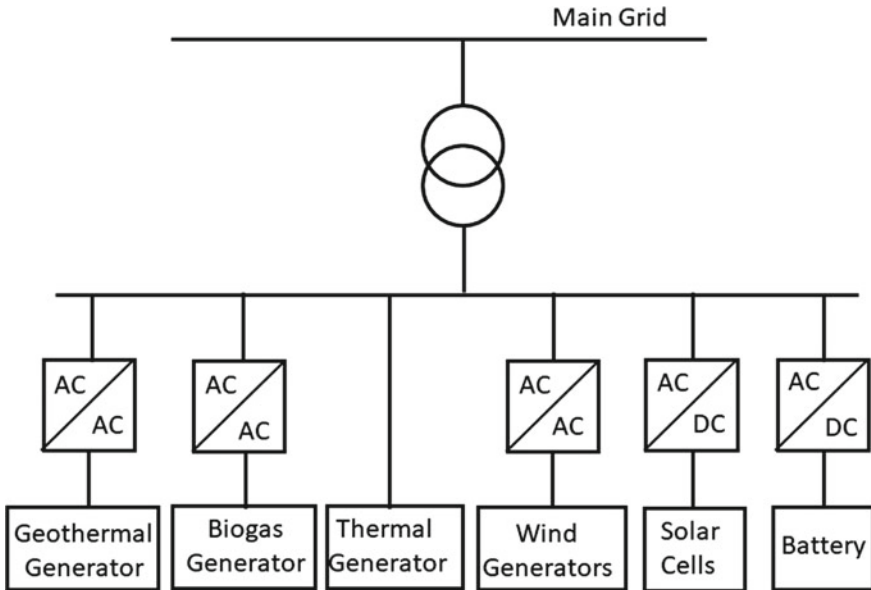 Main Grid
AC
AC
AC
AC
AC
AC
AC
DC
AC
DC
Geothermal
Generator
Biogas
Generator
Thermal
Generator
Wind
Generators
Solar
Cells
Battery